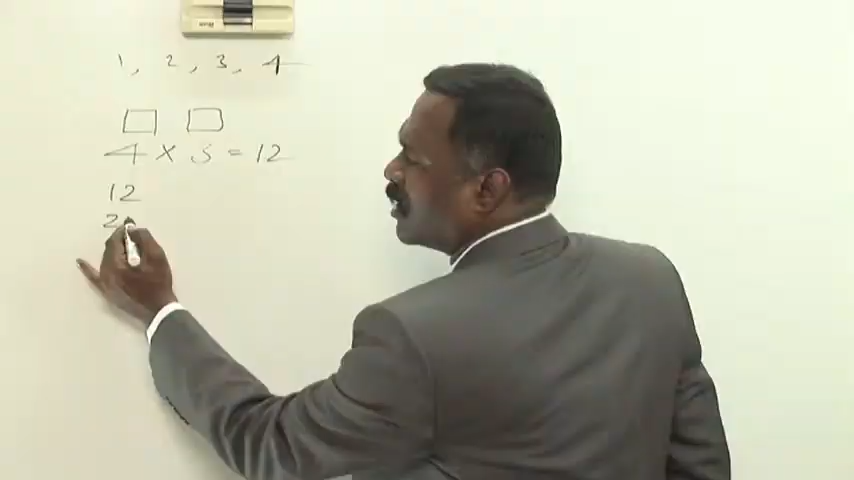 1, 2, 3, 4
4 x 3 = 12
12
2